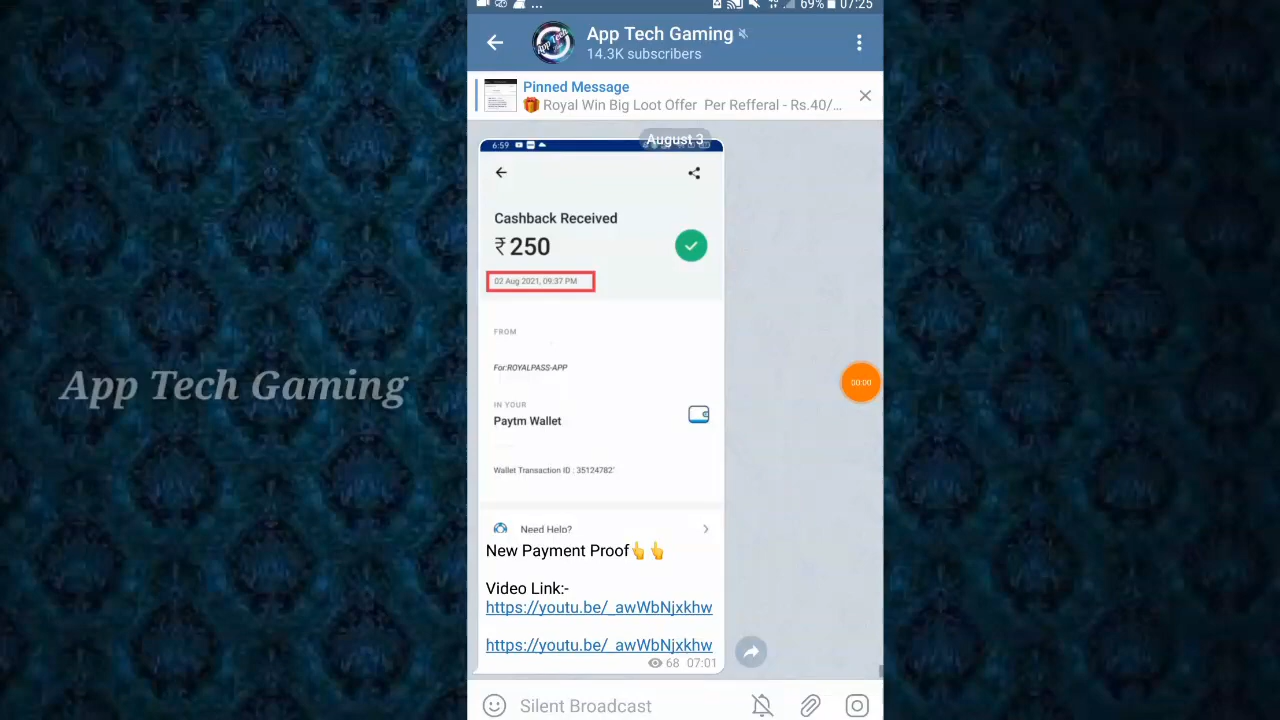 ... 69% 07:25
App Tech Gaming
14.3K subscribers
Pinned Message
🎁 Royal Win Big Loot Offer Per Refferal - Rs.40/...
August 3
6:59
Cashback Received
₹250
02 Aug 2021, 09:37 PM
FROM
For:ROYALPASS-APP
IN YOUR
Paytm Wallet
Wallet Transaction ID : 35124782
Need Help?
New Payment Proof👆👆
Video Link:-
https://youtu.be/_awWbNjxkhw
https://youtu.be/_awWbNjxkhw
68 07:01
Silent Broadcast
App Tech Gaming
00:00